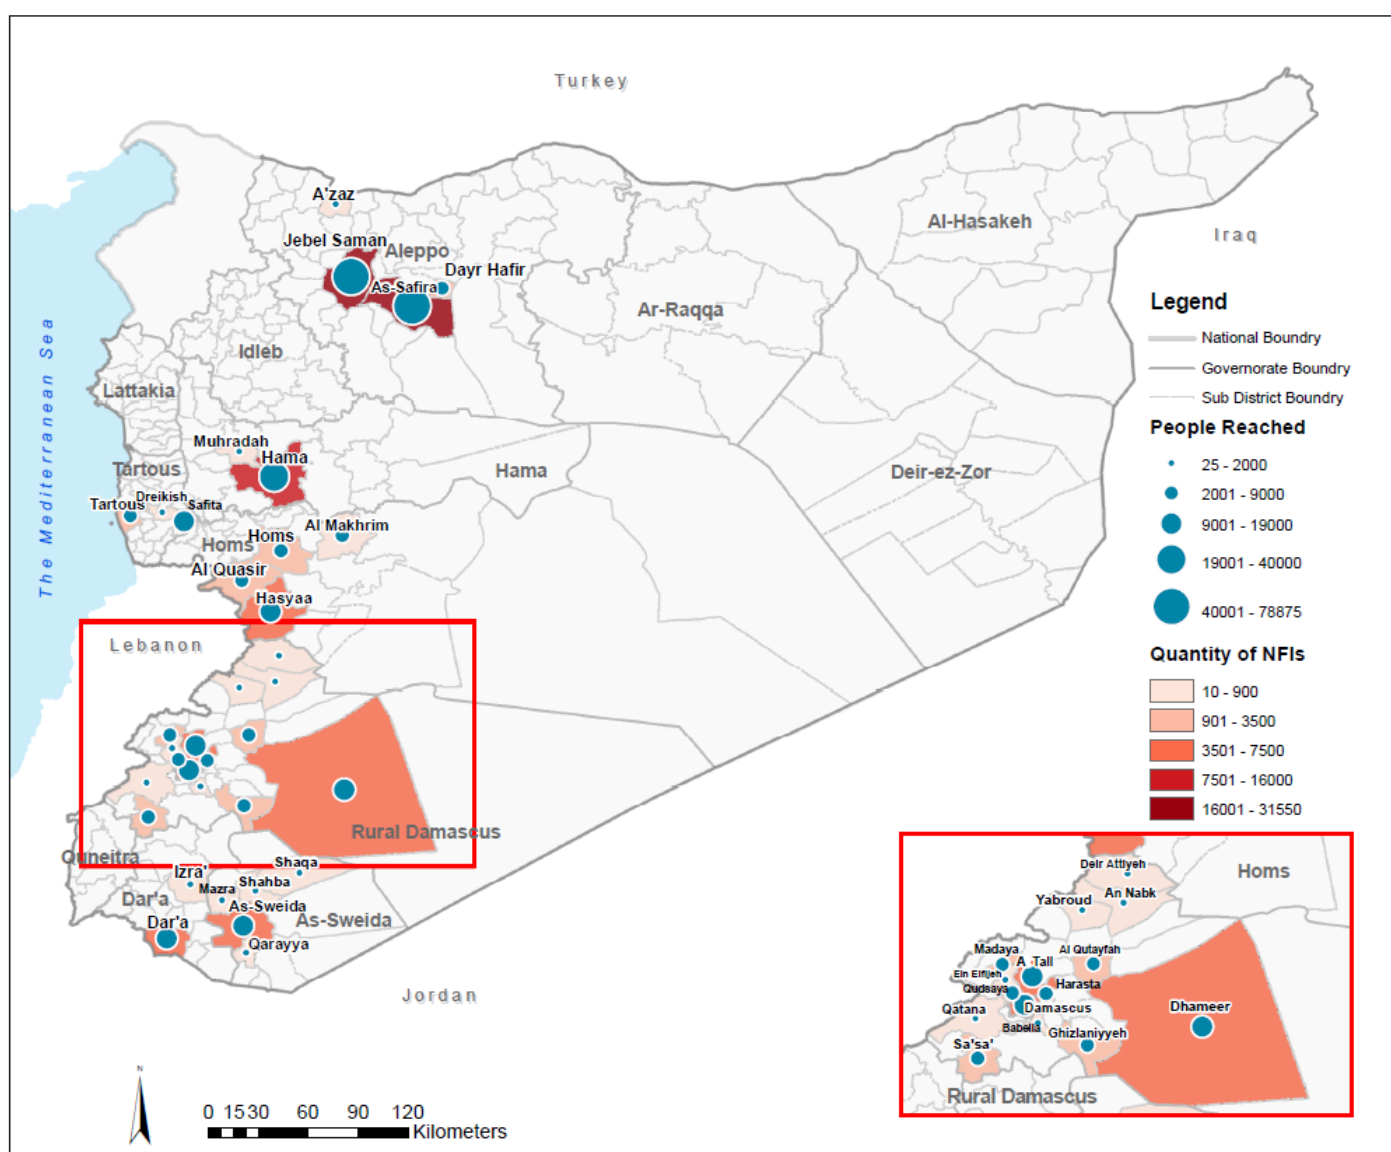 Turkey
A'zaz
Al-Hasakeh
Iraq
Jebel Saman
Aleppo
Dayr Hafir
As-Safira
Ar-Raqqa
Idleb
Lattakia
The Mediterranean Sea
Muhradah
Hama
Tartous
Hama
Deir-ez-Zor
Dreikish
Tartous
Safita
Al Makhrim
Homs
Homs
Al Quasir
Hasyaa
Lebanon
Rural Damascus
Quneitra
Izra'
Shaqa
Shahba
Mazra
Dar'a
As-Sweida
As-Sweida
Dar'a
Qarayya
Jordan
Legend
National Boundry
Governorate Boundry
Sub District Boundry
People Reached
25 - 2000
2001 - 9000
9001 - 19000
19001 - 40000
40001 - 78875
Quantity of NFIs
10 - 900
901 - 3500
3501 - 7500
7501 - 16000
16001 - 31550
Deir Attiyeh
Homs
An Nabk
Yabroud
Madaya
Al Qutayfah
A Tall
Ein Elfijeh
Qudsaya
Harasta
Qatana
Damascus
Dhameer
Babella
Ghizlaniyyeh
Sa'sa'
Rural Damascus
N
0 15 30 60 90 120
Kilometers